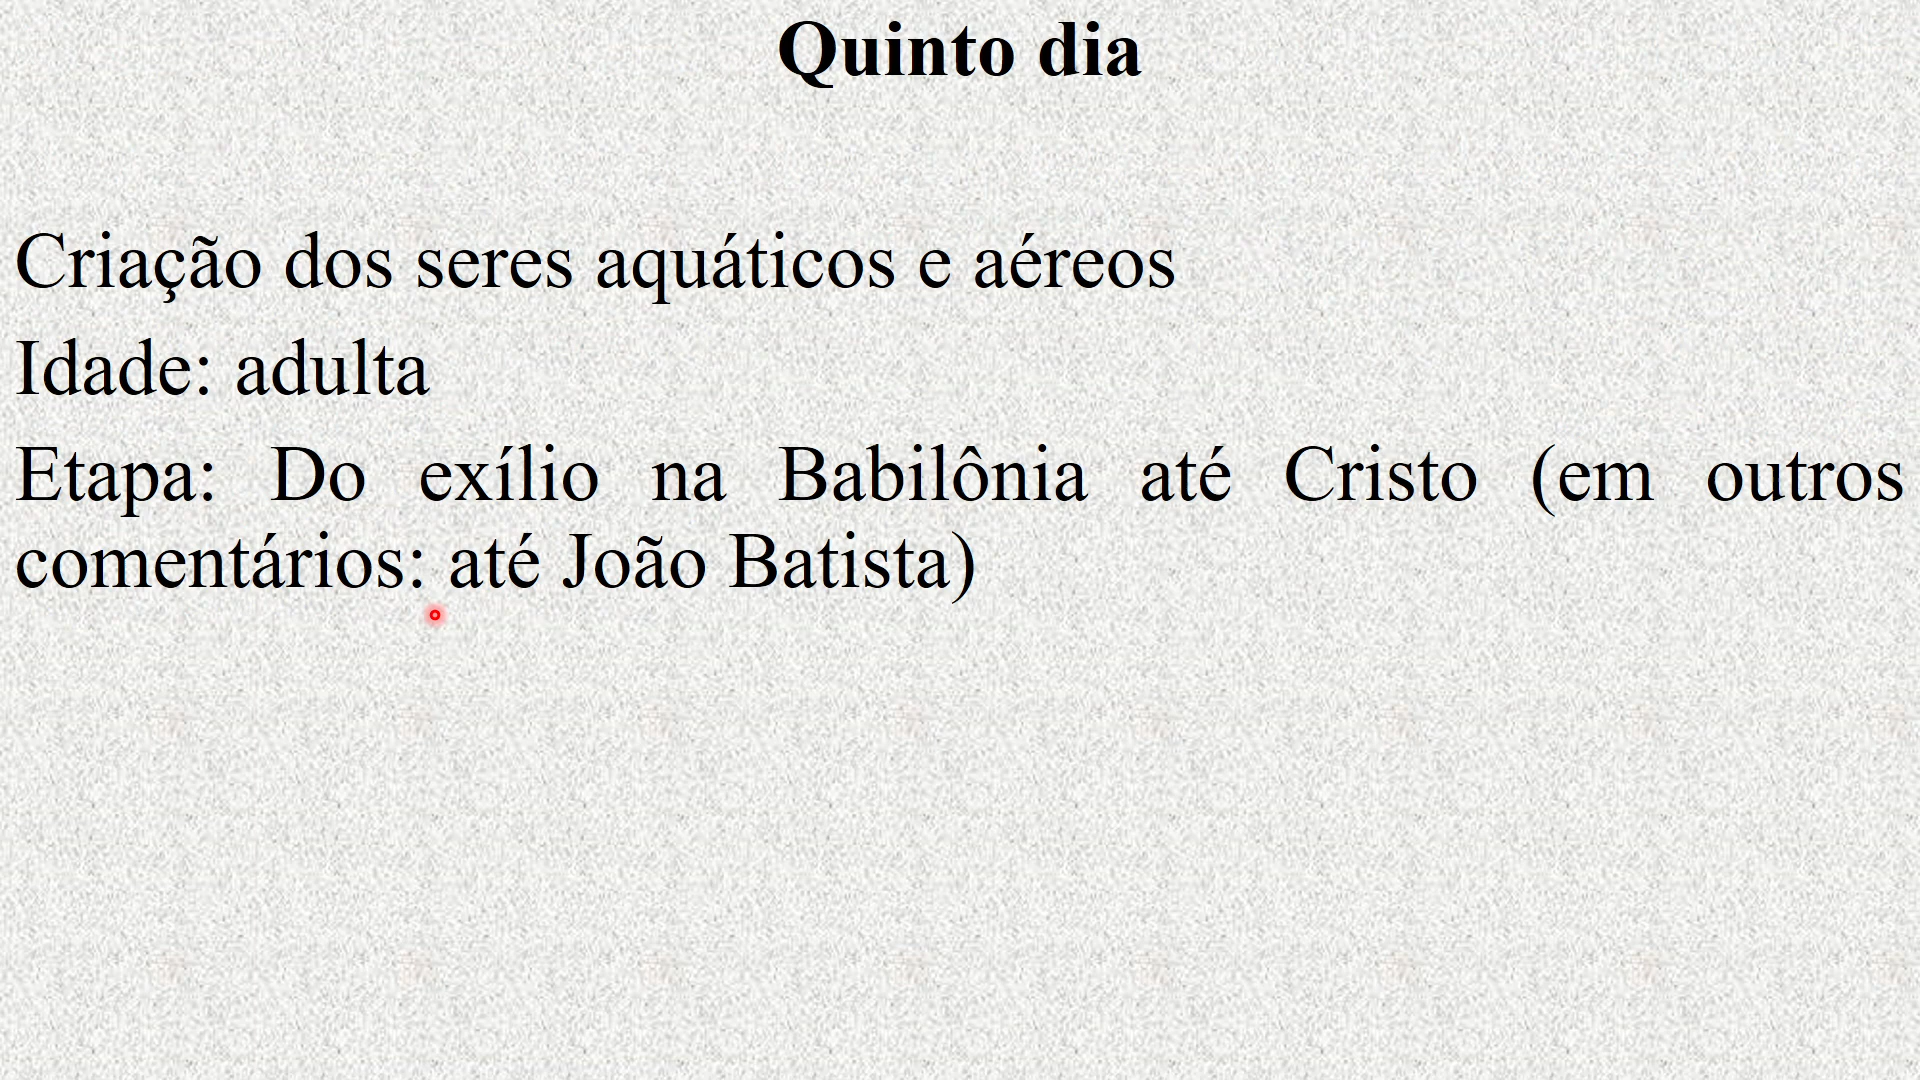 Quinto dia
Criação dos seres aquáticos e aéreos
Idade: adulta
Etapa: Do exílio na Babilônia até Cristo (em outros
comentários: até João Batista)